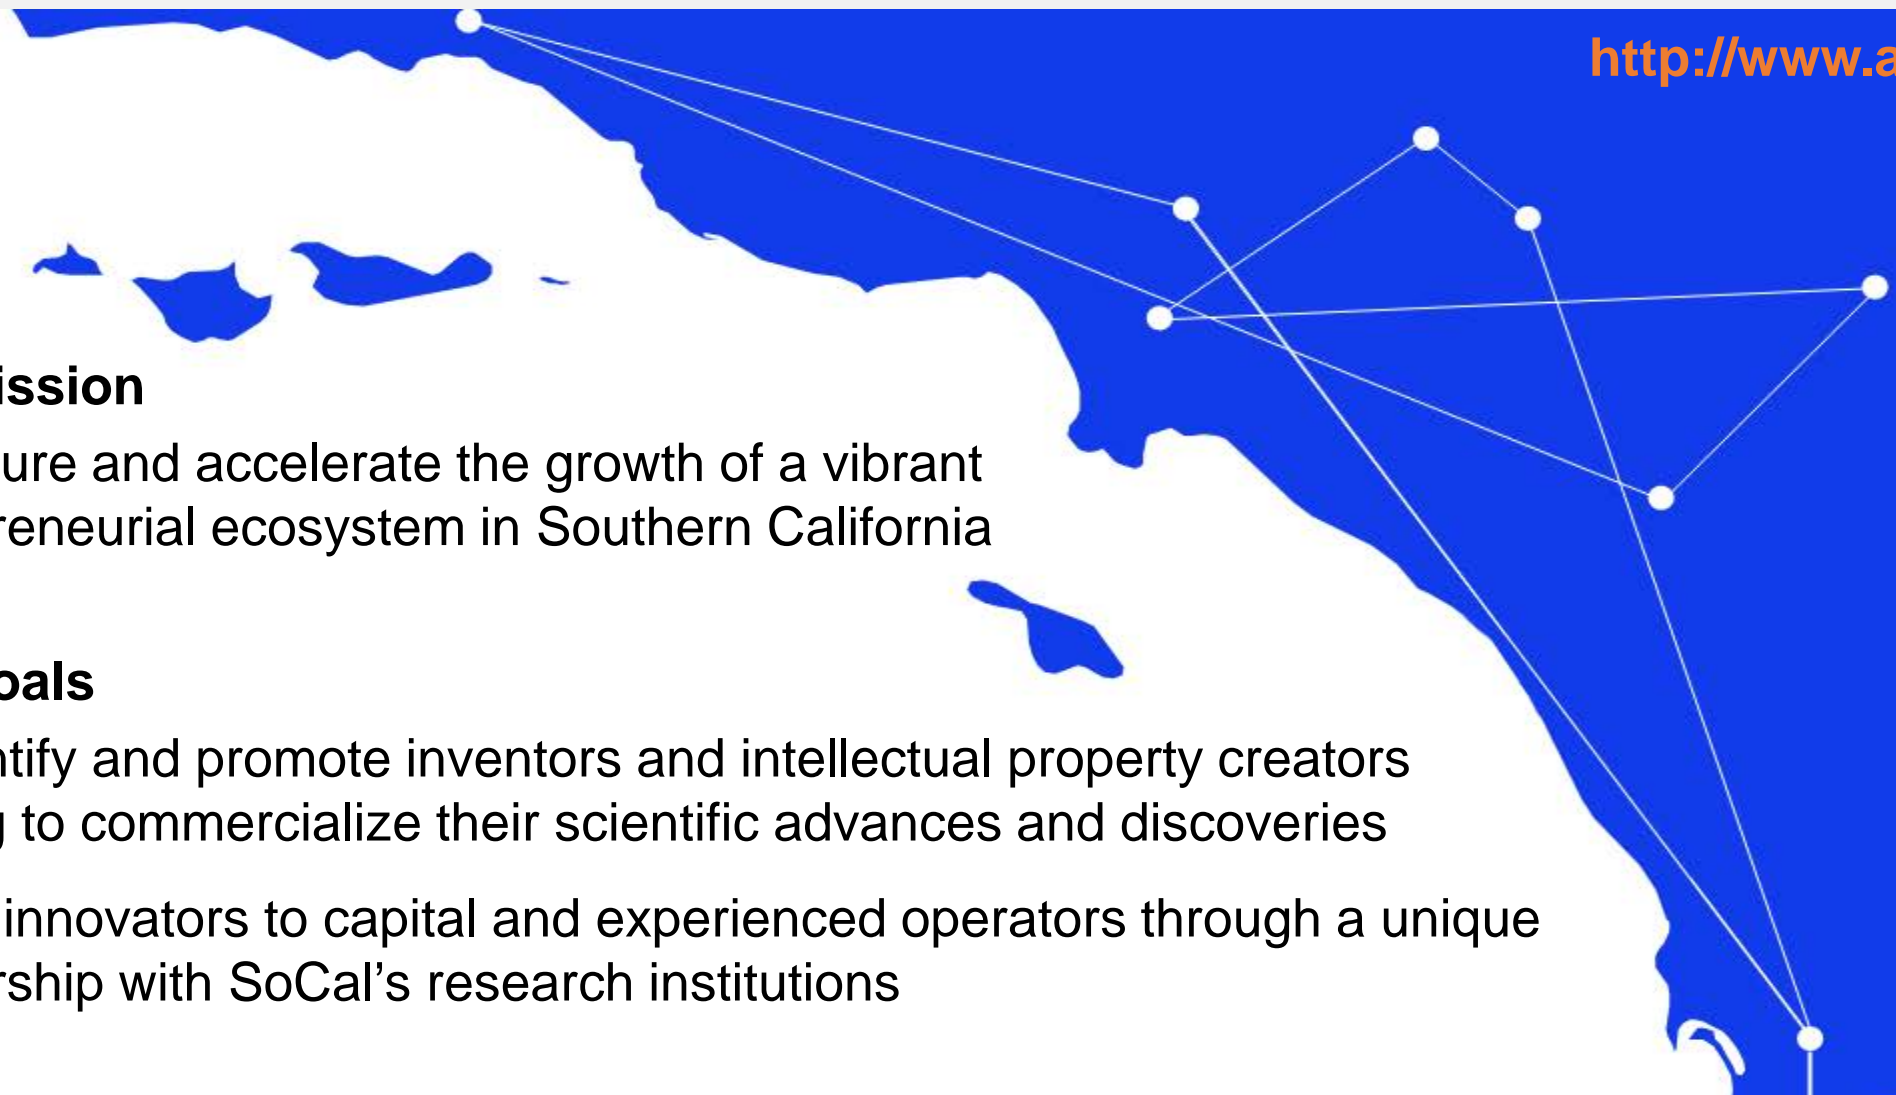 http://www.a
ission
ure and accelerate the growth of a vibrant
reneurial ecosystem in Southern California
oals
ntify and promote inventors and intellectual property creators
g to commercialize their scientific advances and discoveries
innovators to capital and experienced operators through a unique
rship with SoCal’s research institutions